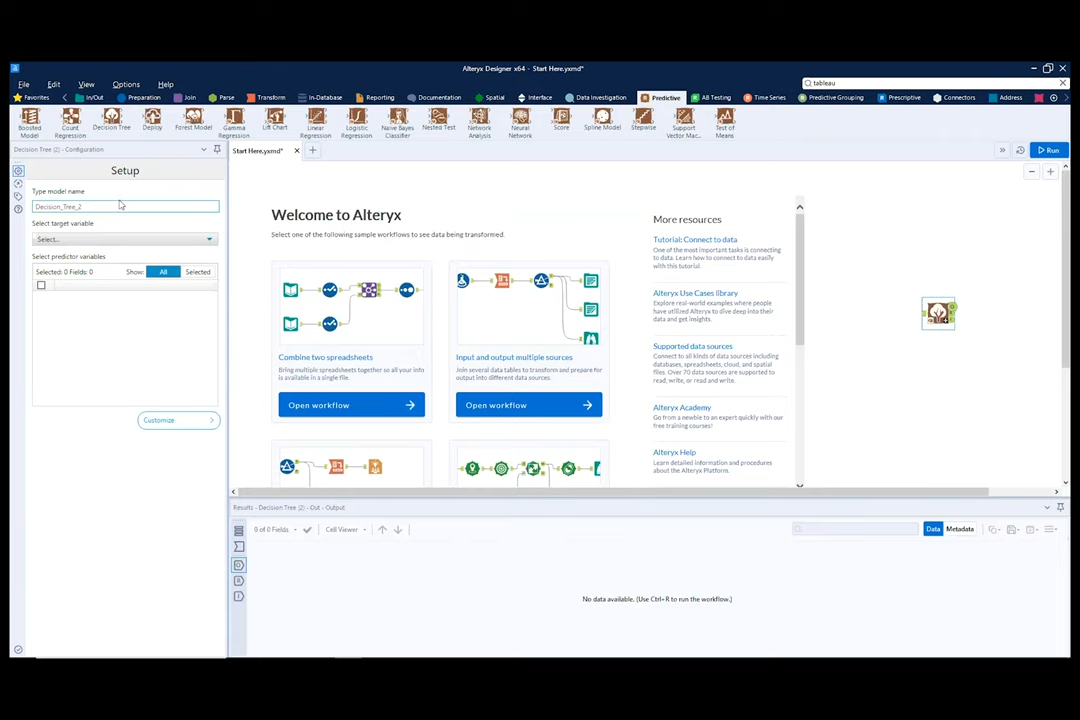 Alteryx Designer x64 - Start Here.yxmd*
File Edit View Options Help
tableau
Favorites In/Out Preparation Join Parse Transform In-Database Reporting Documentation Spatial Interface Data Investigation Predictive AB Testing Time Series Predictive Grouping Prescriptive Connectors Address
Boosted Model Count Regression Decision Tree Deploy Forest Model Gamma Regression Lift Chart Linear Regression Logistic Regression Naive Bayes Classifier Nested Test Network Analysis Neural Network Score Spline Model Stepwise Support Vector Mac... Test of Means
Decision Tree (2) - Configuration
Start Here.yxmd*
Run
Setup
Type model name
Decision_Tree_2
Select target variable
Select...
Select predictor variables
Selected: 0 Fields: 0 Show: All Selected
Customize
Welcome to Alteryx
Select one of the following sample workflows to see data being transformed.
Combine two spreadsheets
Bring multiple spreadsheets together so all your info
is available in a single file.
Open workflow
Input and output multiple sources
Join several data tables to transform and prepare for
output into different data sources.
Open workflow
More resources
Tutorial: Connect to data
One of the most important tasks is connecting
to data. Learn how to connect to data easily
with this tutorial.
Alteryx Use Cases library
Explore real-world examples where people
have utilized Alteryx to dive deep into their
data and get insights.
Supported data sources
Connect to all kinds of data sources including
databases, spreadsheets, cloud, and spatial
files. Over 70 data sources are supported to
read, write, or read and write.
Alteryx Academy
Go from a newbie to an expert quickly with our
free training courses!
Alteryx Help
Learn detailed information and procedures
about the Alteryx Platform.
Results - Decision Tree (2) - Out - Output
0 of 0 Fields Cell Viewer Data Metadata
No data available. (Use Ctrl+R to run the workflow.)